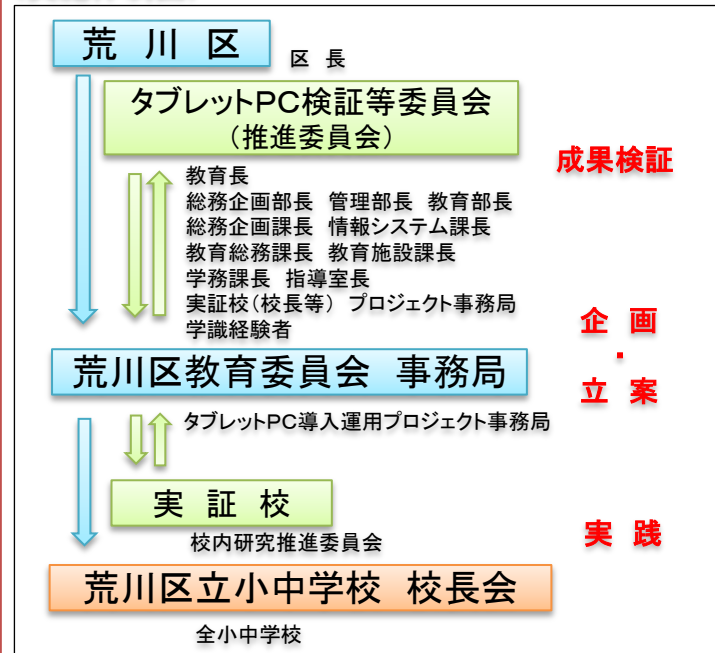 荒 川 区
区 長
タブレットPC検証等委員会
（推進委員会）
成果検証
教育長
総務企画部長 管理部長 教育部長
総務企画課長 情報システム課長
教育総務課長 教育施設課長
学務課長 指導室長
実証校（校長等） プロジェクト事務局
学識経験者
企 画
・
立 案
荒川区教育委員会 事務局
タブレットPC導入運用プロジェクト事務局
実 証 校
校内研究推進委員会
実 践
荒川区立小中学校 校長会
全小中学校